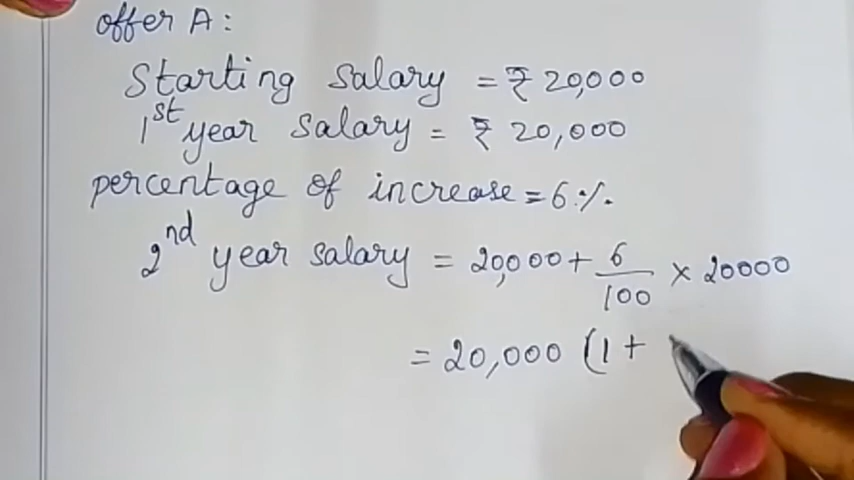 offer A:
Starting salary = ₹ 20,000
1st year salary = ₹ 20,000
percentage of increase = 6%
2nd year salary = 20,000 + 6/100 × 20000
= 20,000 (1 +